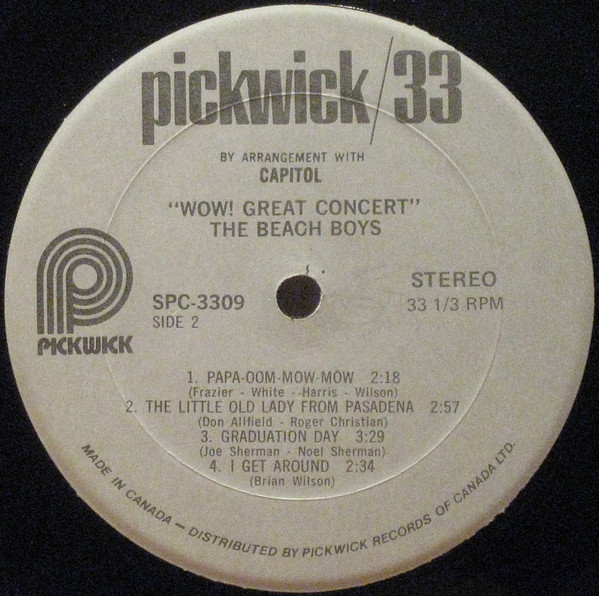 pickwick/33
BY ARRANGEMENT WITH
CAPITOL
"WOW! GREAT CONCERT"
THE BEACH BOYS
PICKWICK
SPC-3309
SIDE 2
STEREO
33 1/3 RPM
1. PAPA-OOM-MOW-MOW 2:18
(Frazier - White - Harris - Wilson)
2. THE LITTLE OLD LADY FROM PASADENA 2:57
(Don Allfield - Roger Christian)
3. GRADUATION DAY 3:29
(Joe Sherman - Noel Sherman)
4. I GET AROUND 2:34
(Brian Wilson)
MADE IN CANADA — DISTRIBUTED BY PICKWICK RECORDS OF CANADA LTD.